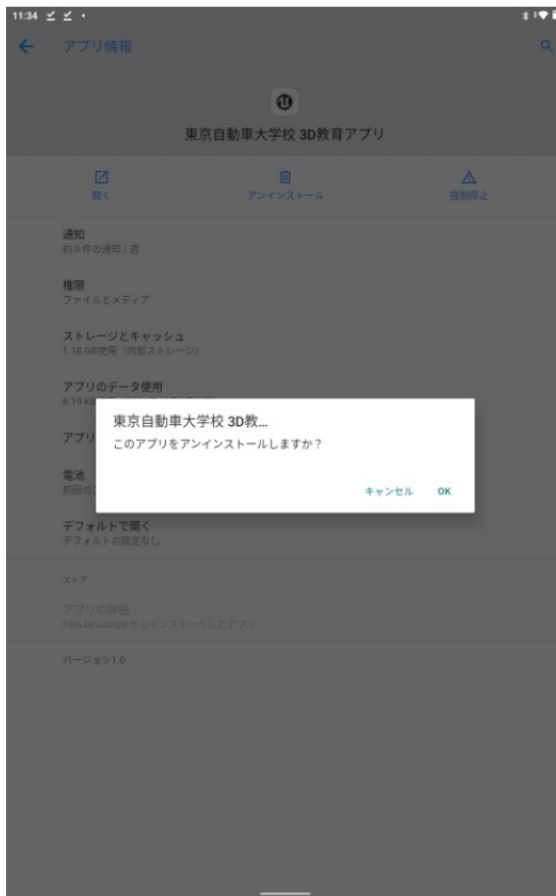 11:34
アプリ情報
東京自動車大学校 3D教育アプリ
開く
アンインストール
強制停止
通知
約 0 件の通知 / 週
権限
ファイルとメディア
ストレージとキャッシュ
1.18 GB使用（内部ストレージ）
アプリのデータ使用
8.19 KB
東京自動車大学校 3D教...
このアプリをアンインストールしますか？
アプリ
電池
前回の
キャンセル OK
デフォルトで開く
デフォルトの設定なし
ストア
アプリの詳細
Files by Google からインストールしたアプリ
バージョン1.0